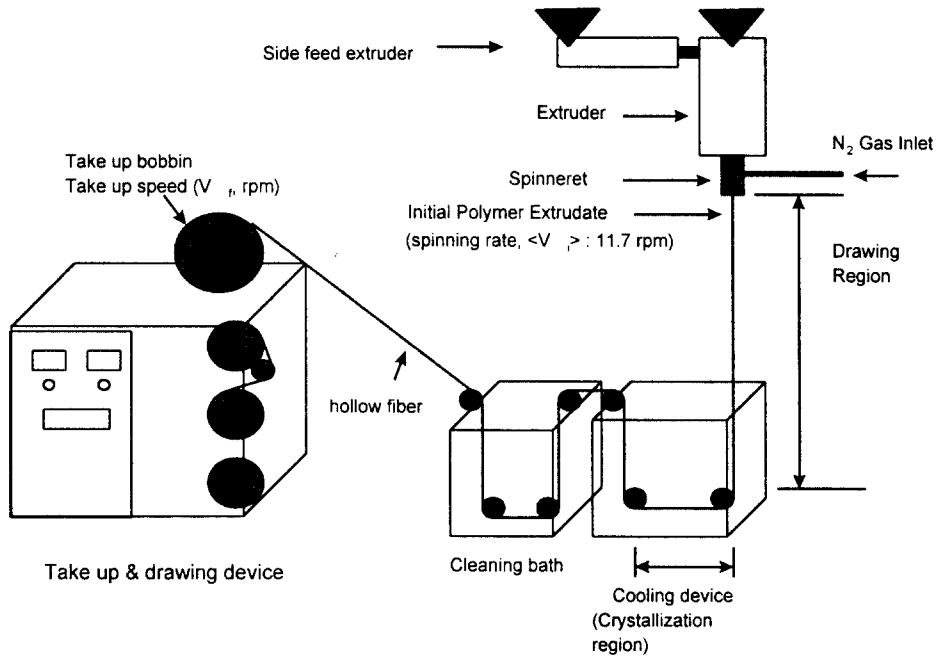 Side feed extruder
Extruder
N2 Gas Inlet
Take up bobbin
Take up speed (V f, rpm)
Spinneret
Initial Polymer Extrudate
(spinning rate, <V i> : 11.7 rpm)
Drawing
Region
hollow fiber
Take up & drawing device
Cleaning bath
Cooling device
(Crystallization
region)